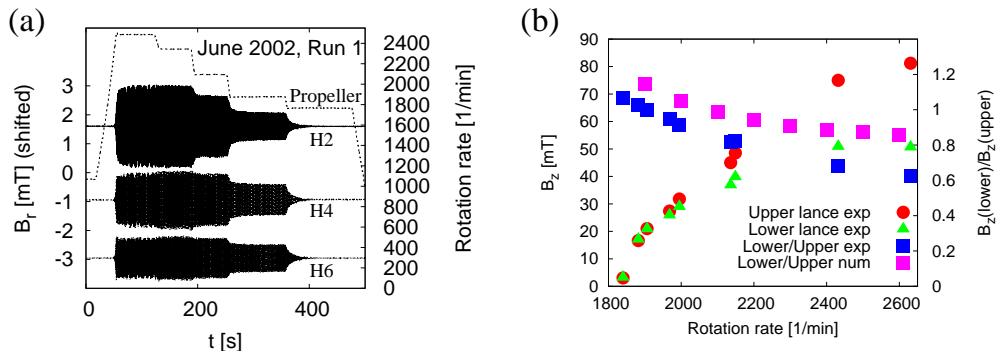 (a)
June 2002, Run 1
Propeller
H2
H4
H6
3
2
1
0
-1
-2
-3
B_r [mT] (shifted)
0
200
400
t [s]
2400
2200
2000
1800
1600
1400
1200
1000
800
600
400
300
200
100
0
Rotation rate [1/min]
(b)
90
80
70
60
50
40
30
20
10
0
B_z [mT]
1800
2000
2200
2400
2600
Rotation rate [1/min]
1.2
1
0.8
0.6
0.4
0.2
0
B_z(lower)/B_z(upper)
Upper lance exp
Lower lance exp
Lower/Upper exp
Lower/Upper num